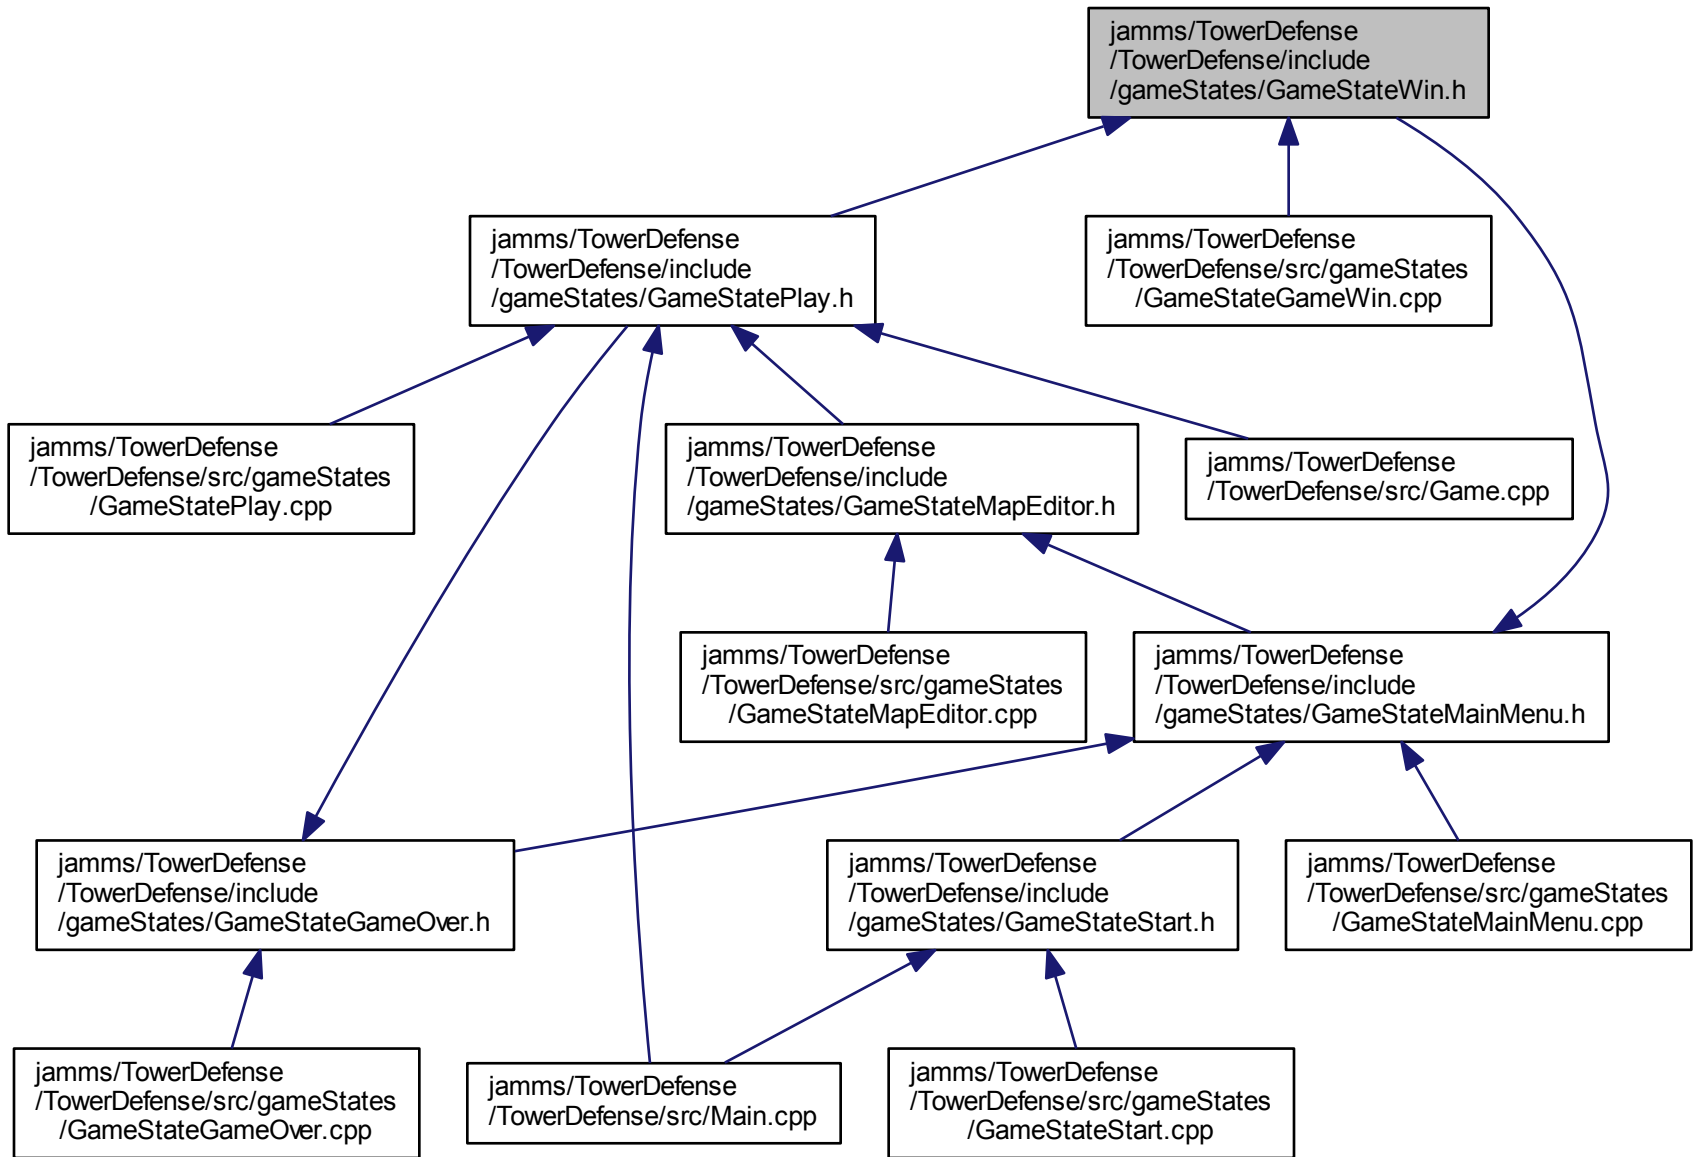 jamms/TowerDefense
/TowerDefense/include
/gameStates/GameStateWin.h
jamms/TowerDefense
/TowerDefense/include
/gameStates/GameStatePlay.h
jamms/TowerDefense
/TowerDefense/src/gameStates
/GameStateGameWin.cpp
jamms/TowerDefense
/TowerDefense/src/gameStates
/GameStatePlay.cpp
jamms/TowerDefense
/TowerDefense/include
/gameStates/GameStateMapEditor.h
jamms/TowerDefense
/TowerDefense/src/Game.cpp
jamms/TowerDefense
/TowerDefense/src/gameStates
/GameStateMapEditor.cpp
jamms/TowerDefense
/TowerDefense/include
/gameStates/GameStateMainMenu.h
jamms/TowerDefense
/TowerDefense/include
/gameStates/GameStateGameOver.h
jamms/TowerDefense
/TowerDefense/include
/gameStates/GameStateStart.h
jamms/TowerDefense
/TowerDefense/src/gameStates
/GameStateMainMenu.cpp
jamms/TowerDefense
/TowerDefense/src/gameStates
/GameStateGameOver.cpp
jamms/TowerDefense
/TowerDefense/src/Main.cpp
jamms/TowerDefense
/TowerDefense/src/gameStates
/GameStateStart.cpp